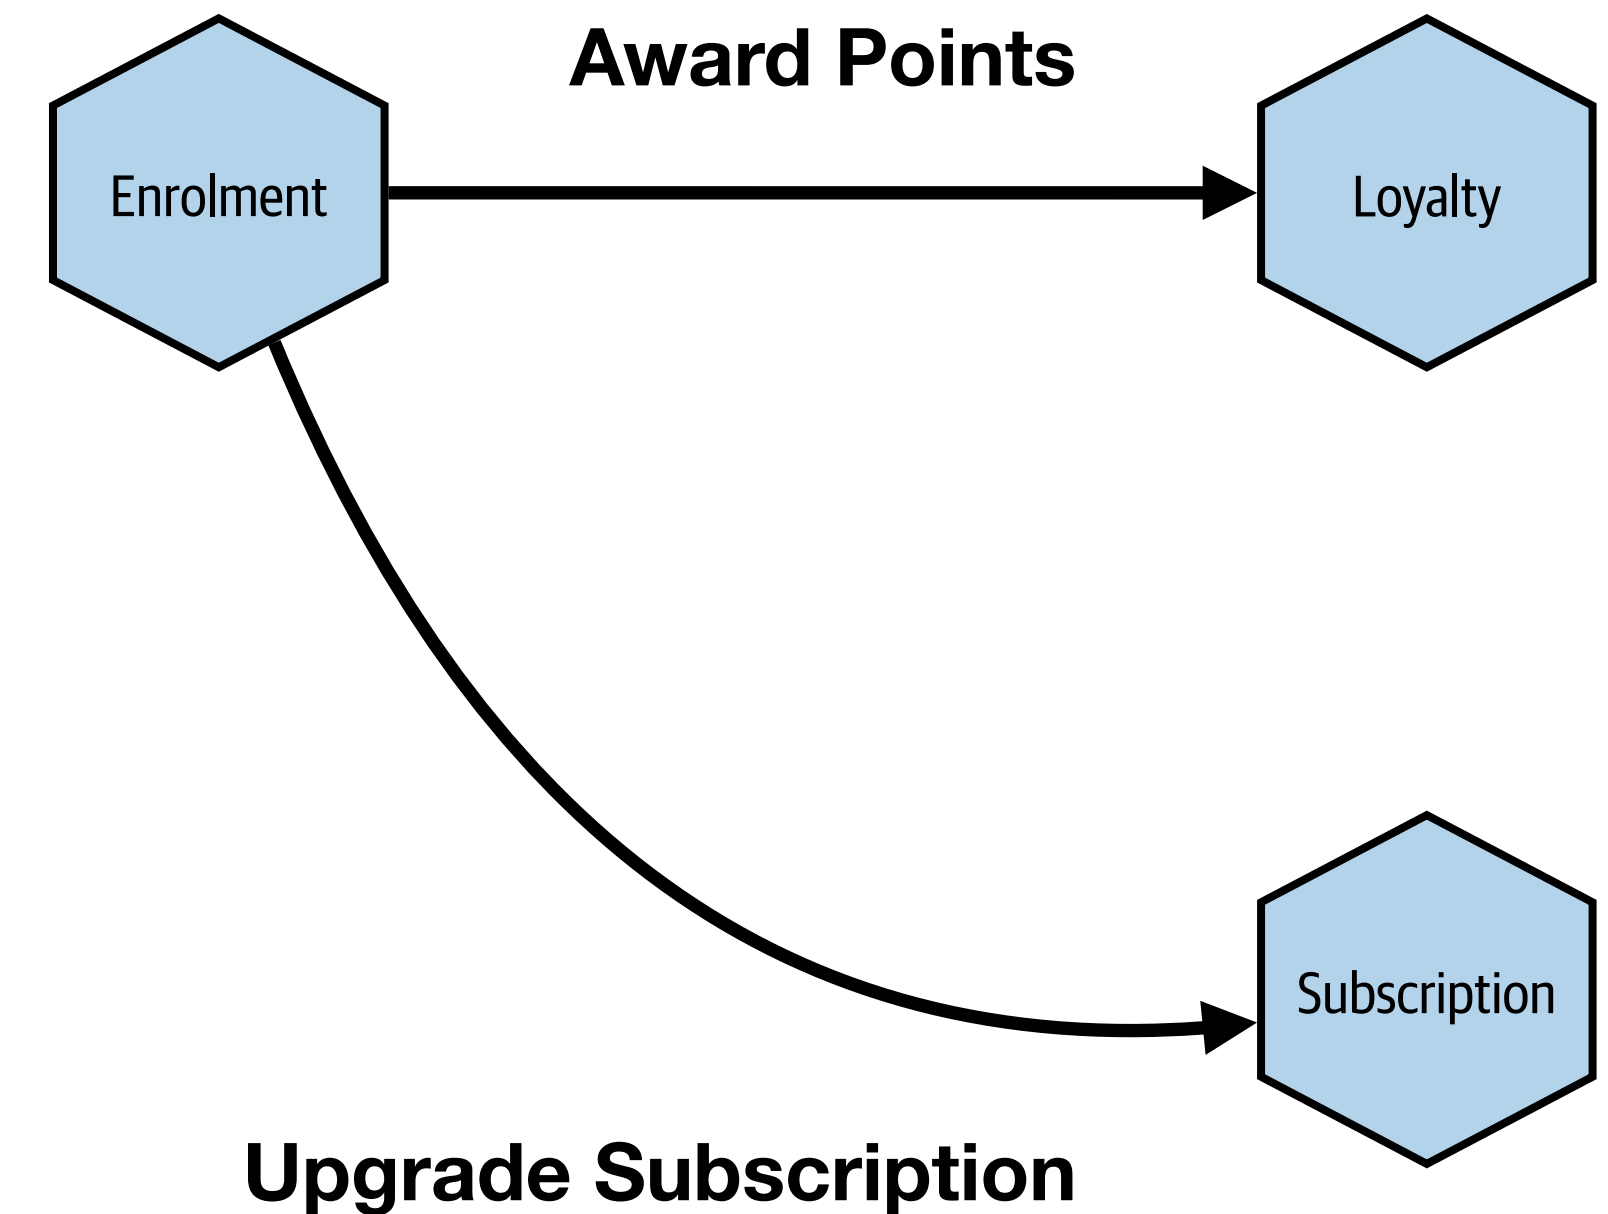 Award Points
Enrolment
Loyalty
Subscription
Upgrade Subscription